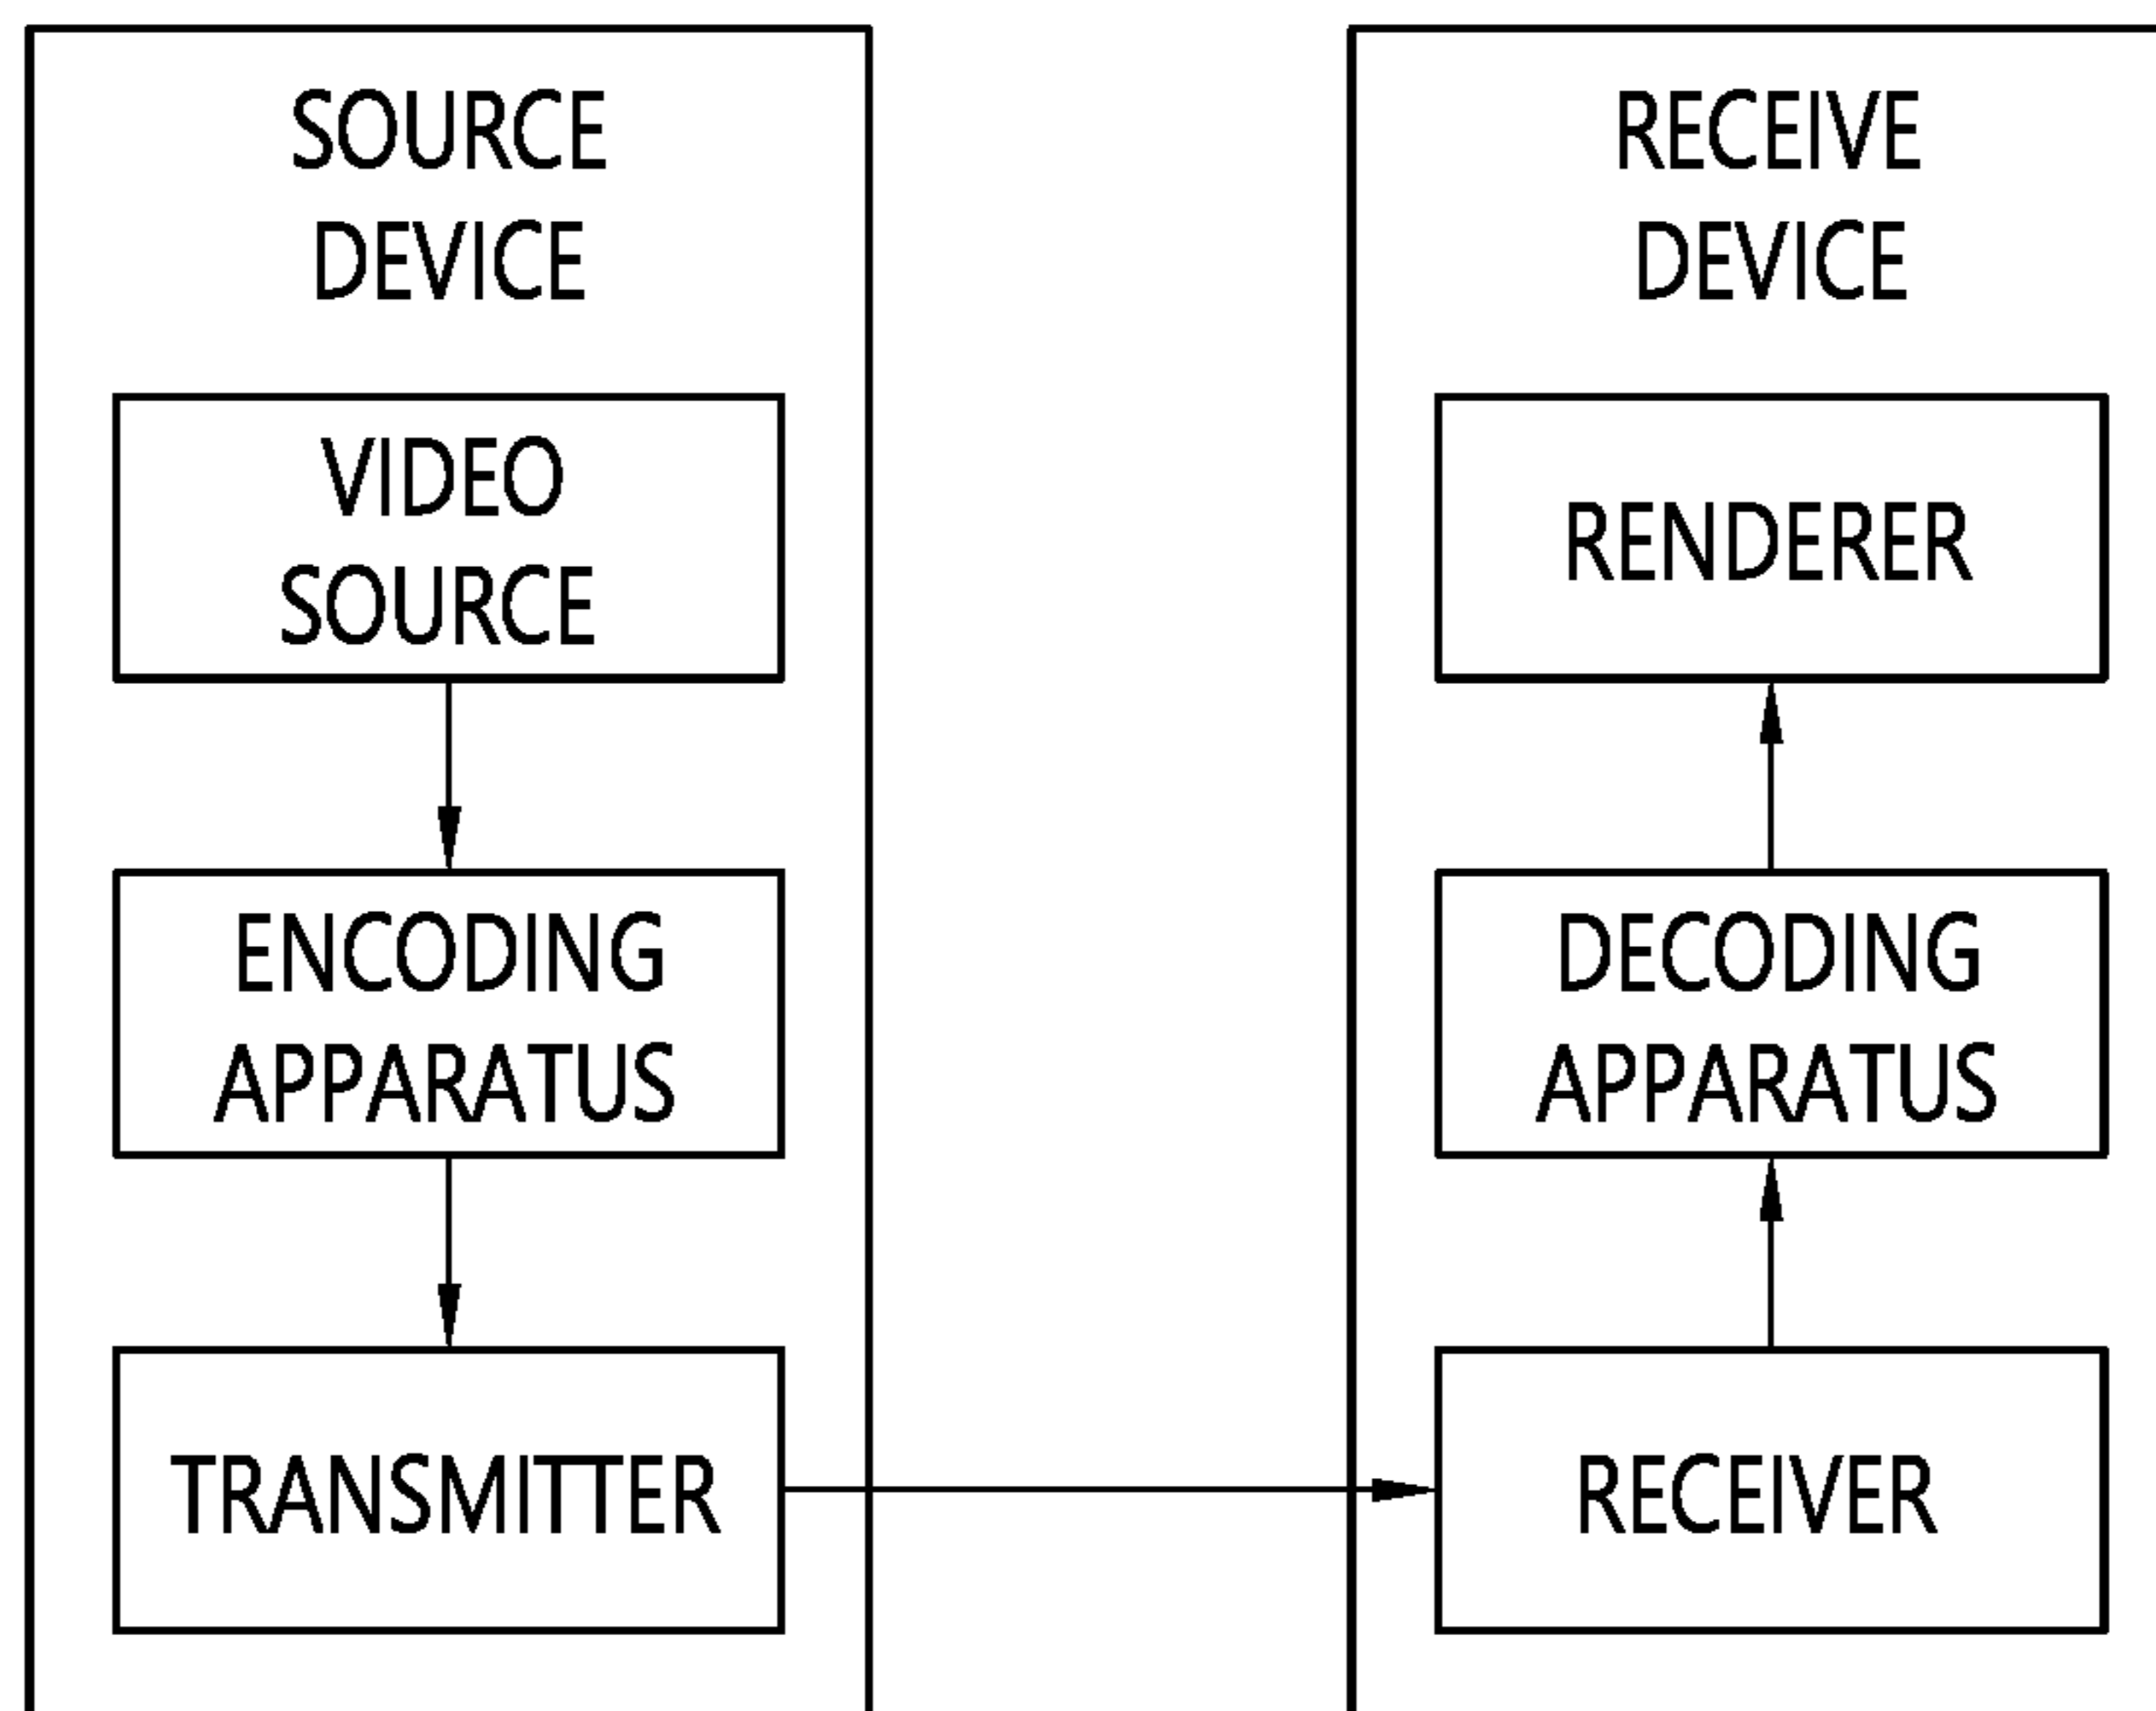 SOURCE
DEVICE
VIDEO
SOURCE
ENCODING
APPARATUS
TRANSMITTER
RECEIVE
DEVICE
RENDERER
DECODING
APPARATUS
RECEIVER